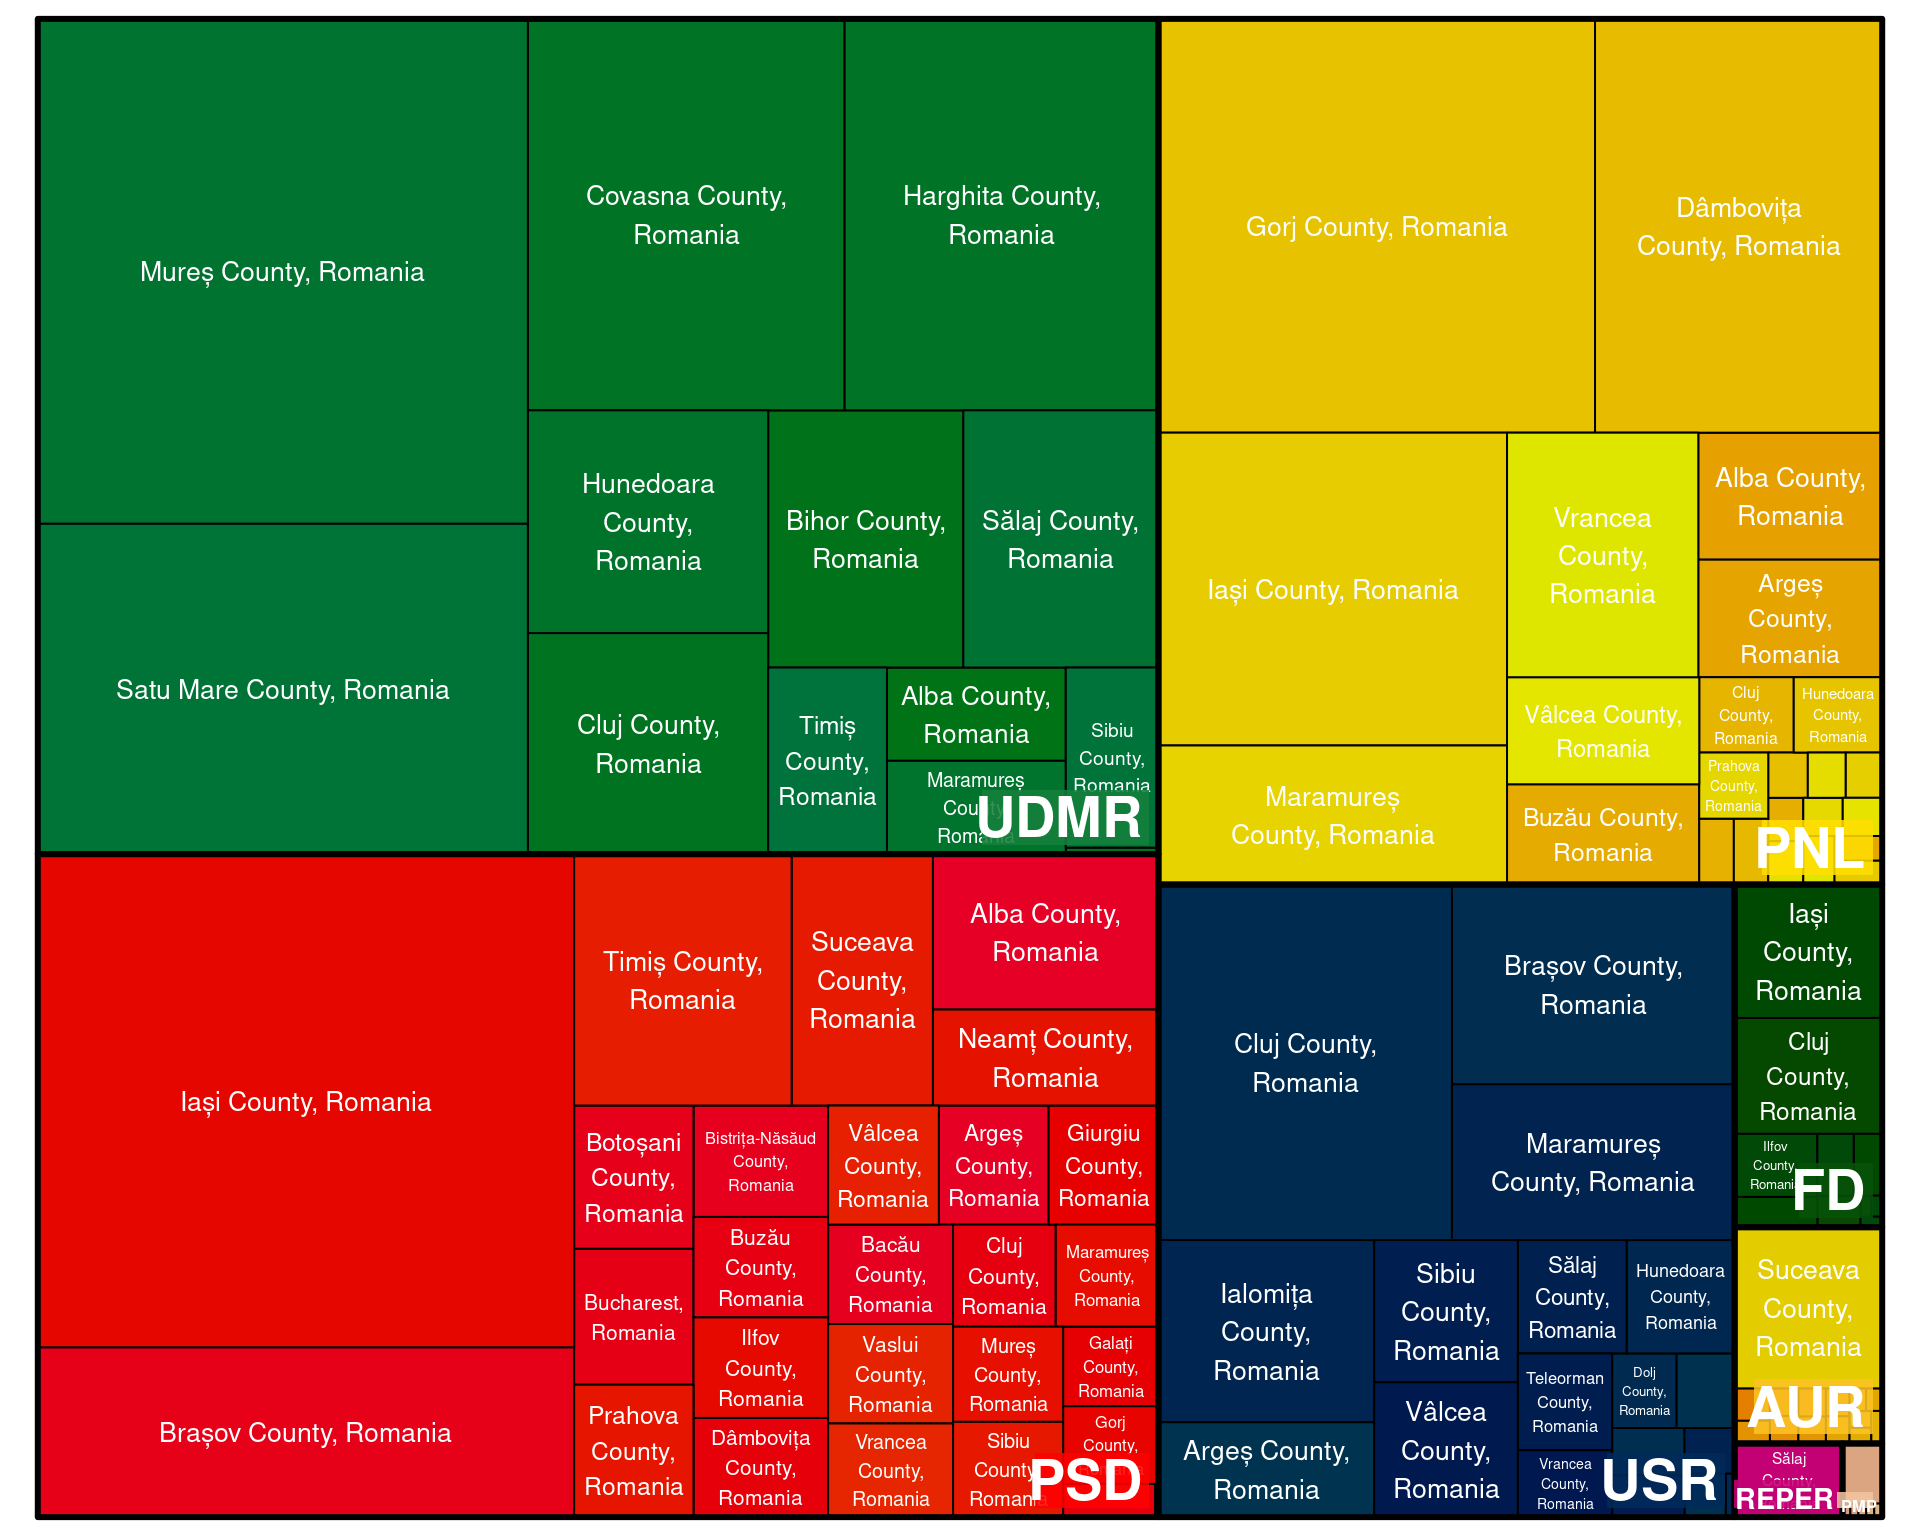 Mureș County, Romania
Satu Mare County, Romania
Covasna County,
Romania
Harghita County,
Romania
Hunedoara
County,
Romania
Bihor County,
Romania
Sălaj County,
Romania
Cluj County,
Romania
Timiș
County,
Romania
Alba County,
Romania
Maramureș
County,
Romania
Sibiu
County,
Romania
UDMR
Gorj County, Romania
Dâmbovița
County, Romania
Iași County, Romania
Maramureș
County, Romania
Vrancea
County,
Romania
Alba County,
Romania
Argeș
County,
Romania
Vâlcea County,
Romania
Buzău County,
Romania
Cluj
County,
Romania
Hunedoara
County,
Romania
Prahova
County,
Romania
PNL
Iași County, Romania
Brașov County, Romania
Timiș County,
Romania
Suceava
County,
Romania
Alba County,
Romania
Neamț County,
Romania
Botoșani
County,
Romania
Bucharest,
Romania
Prahova
County,
Romania
Bistrița-Năsăud
County,
Romania
Buzău
County,
Romania
Ilfov
County,
Romania
Dâmbovița
County,
Romania
Vâlcea
County,
Romania
Argeș
County,
Romania
Giurgiu
County,
Romania
Bacău
County,
Romania
Vaslui
County,
Romania
Vrancea
County,
Romania
Cluj
County,
Romania
Maramureș
County,
Romania
Mureș
County,
Romania
Galați
County,
Romania
Sibiu
County,
Romania
Gorj
County,
PSD
Cluj County,
Romania
Brașov County,
Romania
Maramureș
County, Romania
Ialomița
County,
Romania
Argeș County,
Romania
Sibiu
County,
Romania
Vâlcea
County,
Romania
Sălaj
County,
Romania
Hunedoara
County,
Romania
Teleorman
County,
Romania
Dolj
County,
Romania
Vrancea
County,
Romania
USR
Iași
County,
Romania
Cluj
County,
Romania
Ilfov
County,
Romania
FD
Suceava
County,
Romania
AUR
Sălaj
County,
REPER
PMP